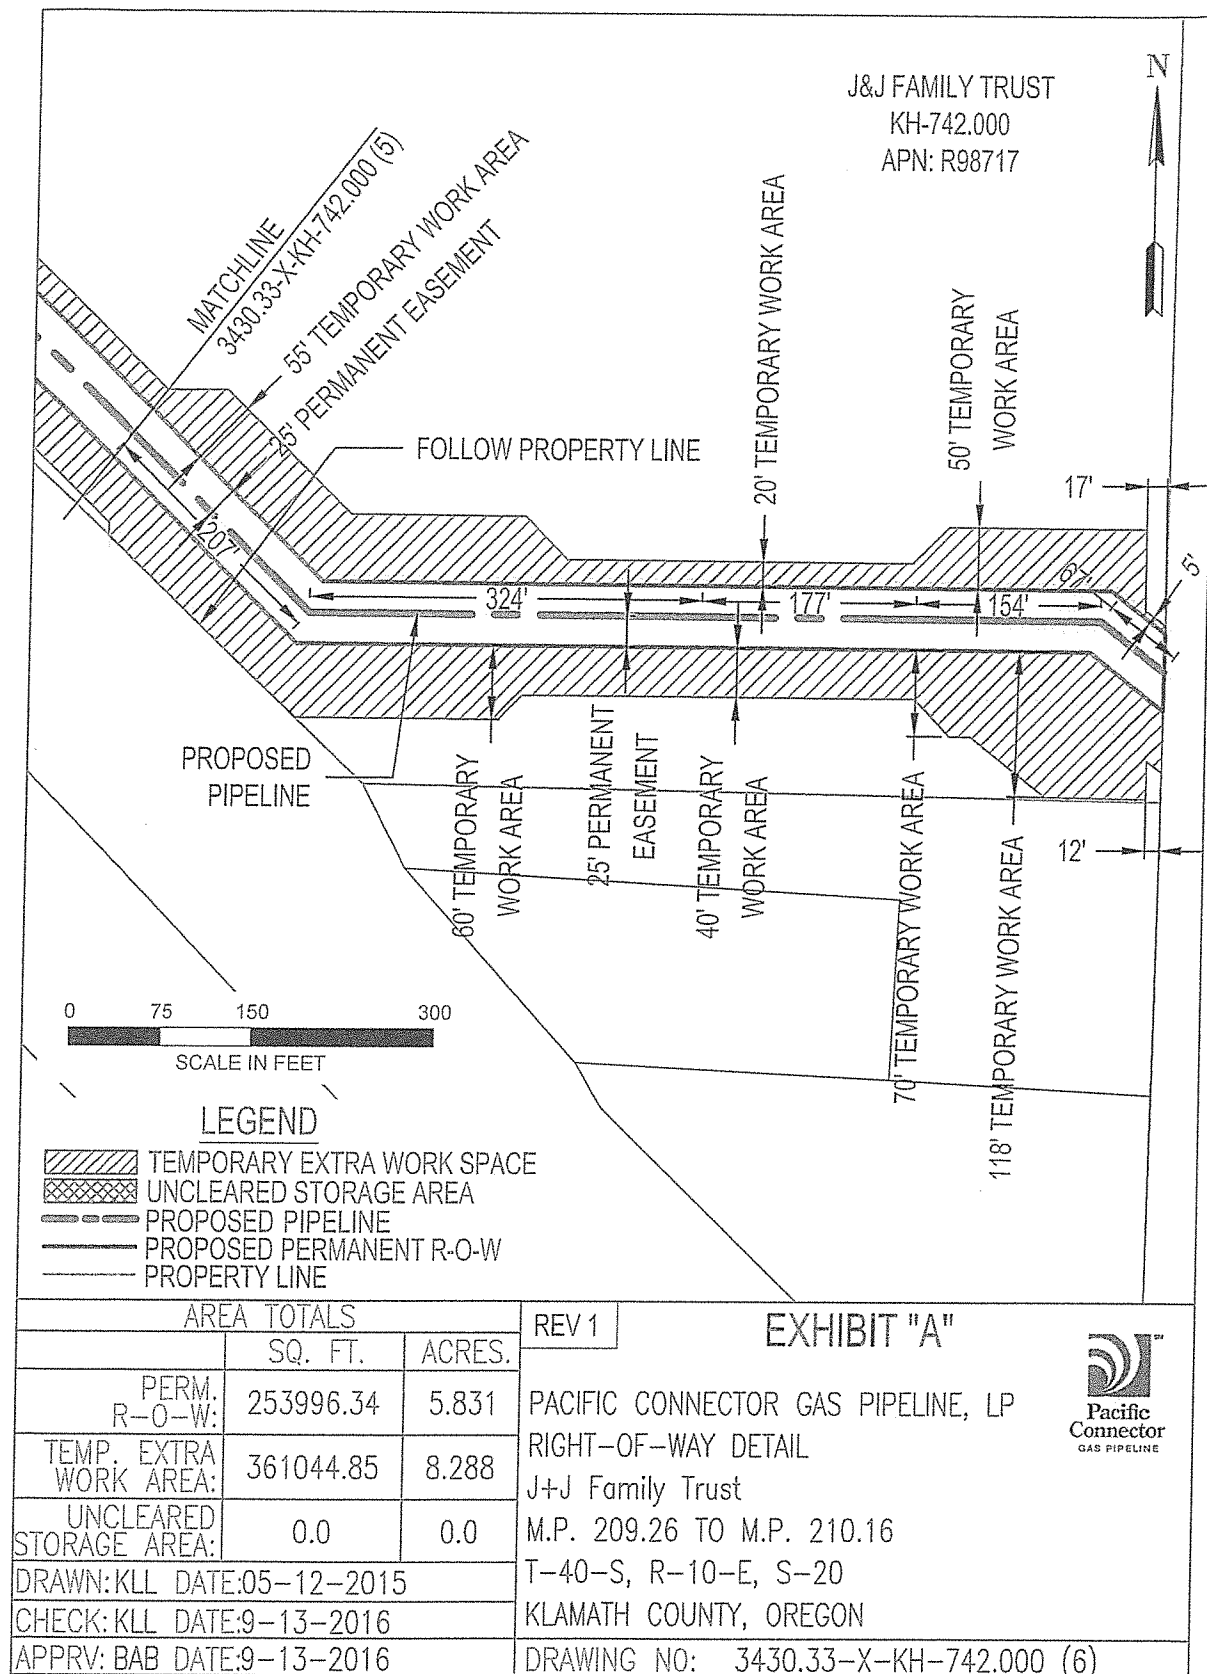 N
J&J FAMILY TRUST
KH-742.000
APN: R98717
MATCHLINE
3430.33-X-KH-742.000 (5)
55' TEMPORARY WORK AREA
25' PERMANENT EASEMENT
FOLLOW PROPERTY LINE
20' TEMPORARY WORK AREA
50' TEMPORARY
WORK AREA
17'
5'
67'
207'
324'
177'
154'
PROPOSED
PIPELINE
60' TEMPORARY
WORK AREA
25' PERMANENT
EASEMENT
40' TEMPORARY
WORK AREA
70' TEMPORARY WORK AREA
118' TEMPORARY WORK AREA
12'
0 75 150 300
SCALE IN FEET
LEGEND
TEMPORARY EXTRA WORK SPACE
UNCLEARED STORAGE AREA
PROPOSED PIPELINE
PROPOSED PERMANENT R-O-W
PROPERTY LINE
AREA TOTALS
SQ. FT. ACRES.
PERM.
R-O-W: 253996.34 5.831
TEMP. EXTRA
WORK AREA: 361044.85 8.288
UNCLEARED
STORAGE AREA: 0.0 0.0
DRAWN: KLL DATE: 05-12-2015
CHECK: KLL DATE: 9-13-2016
APPRV: BAB DATE: 9-13-2016
REV 1
EXHIBIT "A"
PACIFIC CONNECTOR GAS PIPELINE, LP
RIGHT-OF-WAY DETAIL
J+J Family Trust
M.P. 209.26 TO M.P. 210.16
T-40-S, R-10-E, S-20
KLAMATH COUNTY, OREGON
DRAWING NO: 3430.33-X-KH-742.000 (6)
Pacific
Connector
GAS PIPELINE